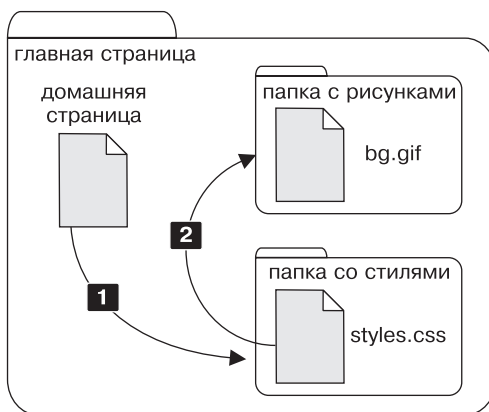 главная страница
домашняя
страница
папка с рисунками
bg.gif
2
1
папка со стилями
styles.css